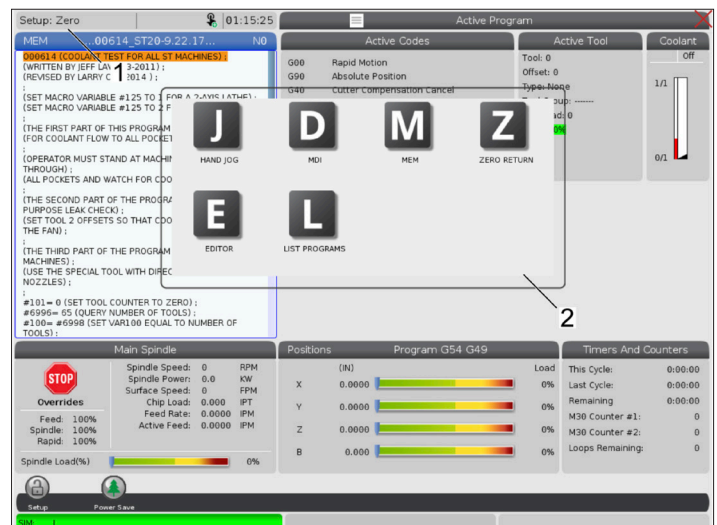 Setup: Zero
01:15:25
Active Program
MEM ...00614_ST20-9.22.17... N0
O00614 (COOLANT TEST FOR ALL ST MACHINES) ;
(WRITTEN BY JEFF LAW 3-2011) ;
(REVISED BY LARRY C 2014 ) ;
;
(SET MACRO VARIABLE #125 TO 1 FOR A 2-AXIS LATHE) ;
(SET MACRO VARIABLE #125 TO 2 F
;
(THE FIRST PART OF THIS PROGRAM
(FOR COOLANT FLOW TO ALL POCKET
;
(OPERATOR MUST STAND AT MACHIN
THROUGH) ;
(ALL POCKETS AND WATCH FOR COO
;
(THE SECOND PART OF THE PROGRA
PURPOSE LEAK CHECK) ;
(SET TOOL 2 OFFSETS SO THAT COO
THE FAN) ;
;
(THE THIRD PART OF THE PROGRAM
MACHINES) ;
(USE THE SPECIAL TOOL WITH DIREC
NOZZLES) ;
;
#101= 0 (SET TOOL COUNTER TO ZERO) ;
#6996= 65 (QUERY NUMBER OF TOOLS) ;
#100= #6998 (SET VAR100 EQUAL TO NUMBER OF
TOOLS) ;
1
Active Codes
G00 Rapid Motion
G90 Absolute Position
G40 Cutter Compensation Cancel
Active Tool
Tool: 0
Offset: 0
Type: None
oup: -------
ad: 0
0%
Coolant
Off
1/1
0/1
J
HAND JOG
D
MDI
M
MEM
Z
ZERO RETURN
E
EDITOR
L
LIST PROGRAMS
2
Main Spindle
STOP
Overrides
Feed: 100%
Spindle: 100%
Rapid: 100%
Spindle Speed: 0 RPM
Spindle Power: 0.0 KW
Surface Speed: 0 FPM
Chip Load: 0.000 IPT
Feed Rate: 0.0000 IPM
Active Feed: 0.0000 IPM
Spindle Load(%) 0%
Positions Program G54 G49
(IN) Load
X 0.0000 0%
Y 0.0000 0%
Z 0.0000 0%
B 0.000 0%
Timers And Counters
This Cycle: 0:00:00
Last Cycle: 0:00:00
Remaining 0:00:00
M30 Counter #1: 0
M30 Counter #2: 0
Loops Remaining: 0
Setup
Power Save
SIM: